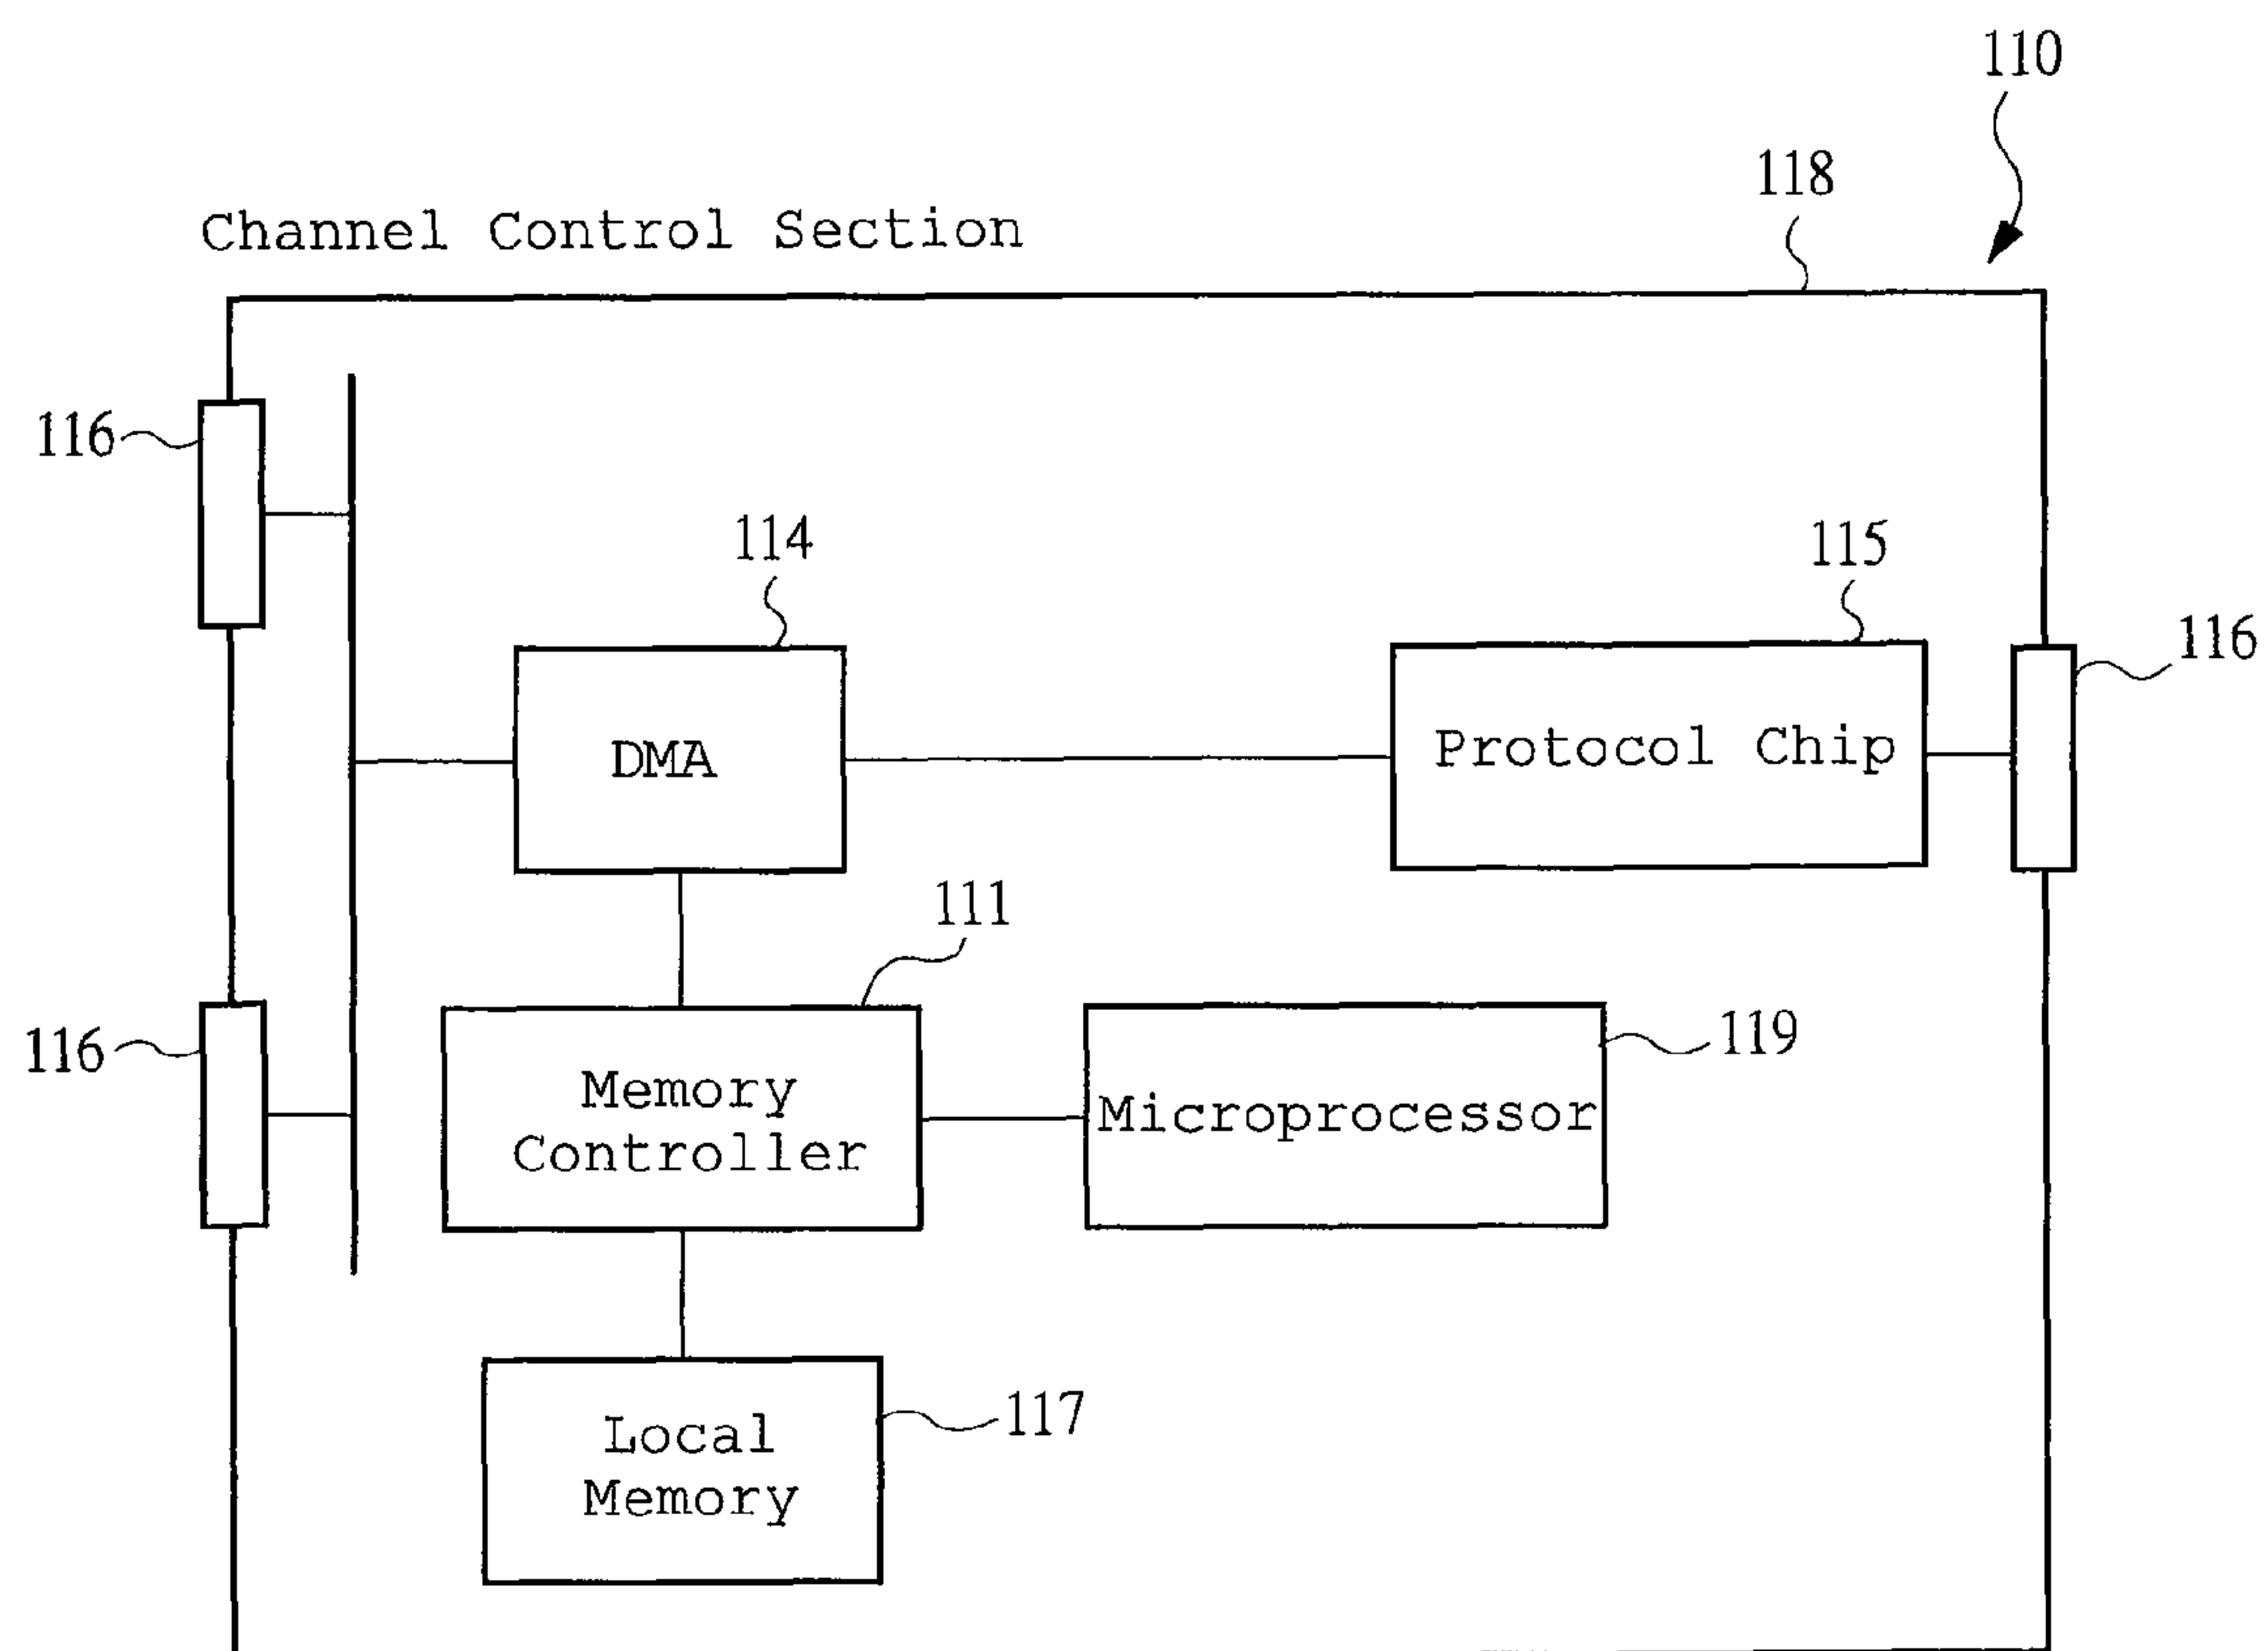 110
118
Channel Control Section
116
114
115
116
DMA
Protocol Chip
111
116
119
Memory
Controller
Microprocessor
117
Local
Memory